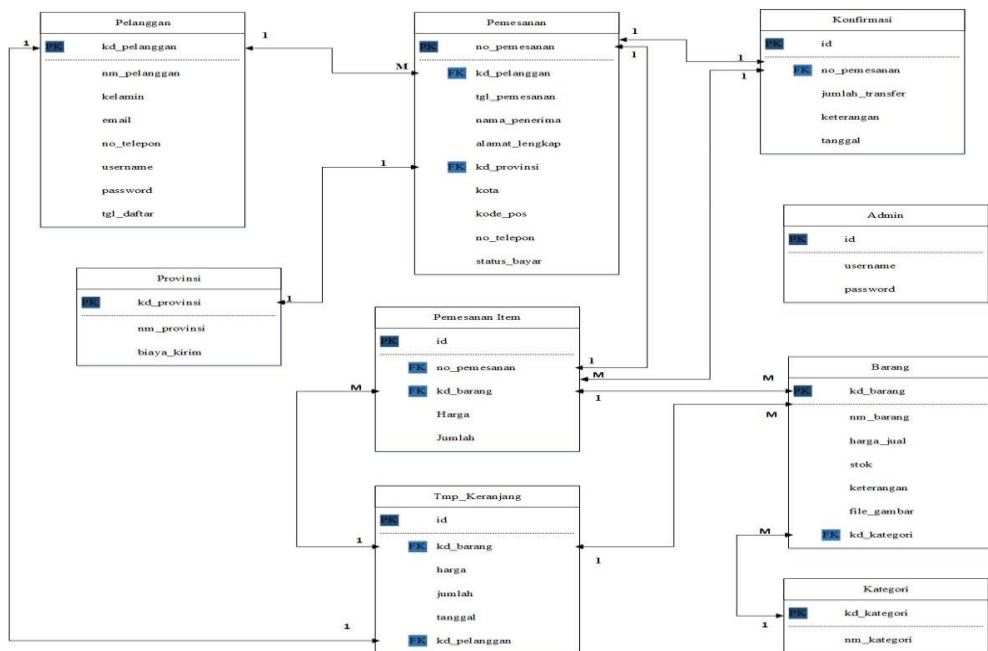 Pelanggan
PK kd_pelanggan
nm_pelanggan
kelamin
email
no_telepon
username
password
tgl_daftar
1
1
M
Pemesanan
PK no_pemesanan
FK kd_pelanggan
tgl_pemesanan
nama_penerima
alamat_lengkap
FK kd_provinsi
kota
kode_pos
no_telepon
status_bayar
1
1
1
1
1
Konfirmasi
PK id
FK no_pemesanan
jumlah_transfer
keterangan
tanggal
Admin
PK id
username
password
Provinsi
PK kd_provinsi
nm_provinsi
biaya_kirim
1
Pemesanan Item
PK id
FK no_pemesanan
FK kd_barang
Harga
Jumlah
M
1
M
1
M
M
Barang
PK kd_barang
nm_barang
harga_jual
stok
keterangan
file_gambar
FK kd_kategori
M
Tmp_Keranjang
PK id
FK kd_barang
harga
jumlah
tanggal
FK kd_pelanggan
1
1
1
Kategori
PK kd_kategori
nm_kategori
1